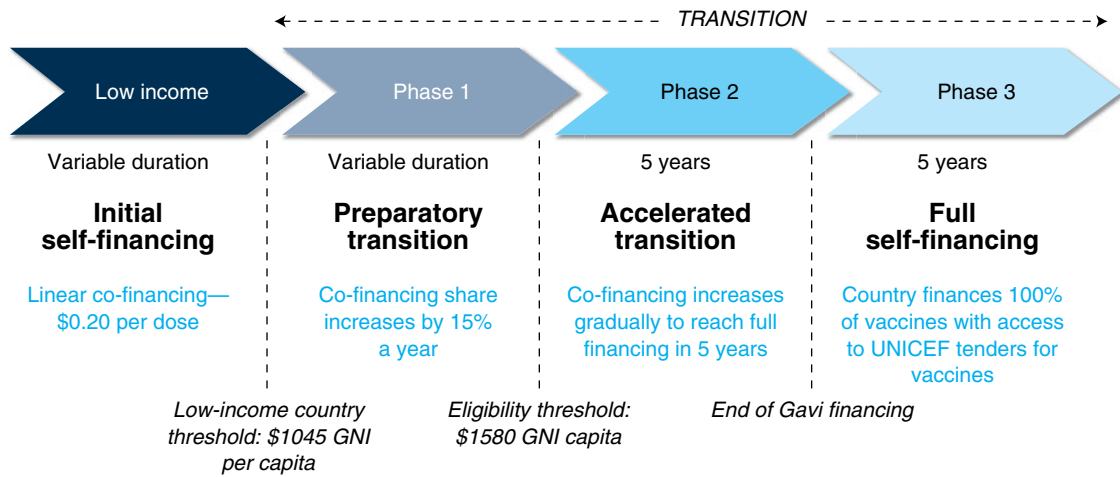 TRANSITION
Low income
Phase 1
Phase 2
Phase 3
Variable duration
Variable duration
5 years
5 years
Initial
self-financing
Preparatory
transition
Accelerated
transition
Full
self-financing
Linear co-financing—
$0.20 per dose
Co-financing share
increases by 15%
a year
Co-financing increases
gradually to reach full
financing in 5 years
Country finances 100%
of vaccines with access
to UNICEF tenders for
vaccines
Low-income country
threshold: $1045 GNI
per capita
Eligibility threshold:
$1580 GNI capita
End of Gavi financing